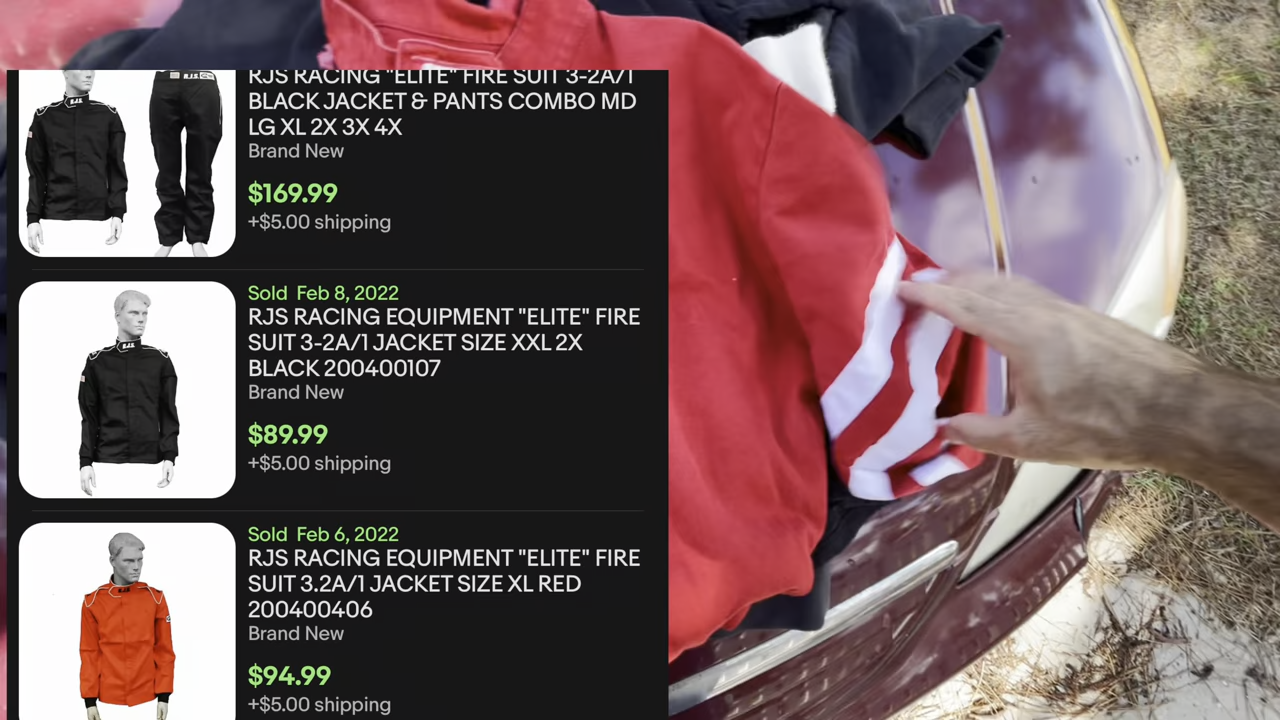 RJS RACING "ELITE" FIRE SUIT 3-2A/1
BLACK JACKET & PANTS COMBO MD
LG XL 2X 3X 4X
Brand New
$169.99
+$5.00 shipping
Sold Feb 8, 2022
RJS RACING EQUIPMENT "ELITE" FIRE
SUIT 3-2A/1 JACKET SIZE XXL 2X
BLACK 200400107
Brand New
$89.99
+$5.00 shipping
Sold Feb 6, 2022
RJS RACING EQUIPMENT "ELITE" FIRE
SUIT 3.2A/1 JACKET SIZE XL RED
200400406
Brand New
$94.99
+$5.00 shipping